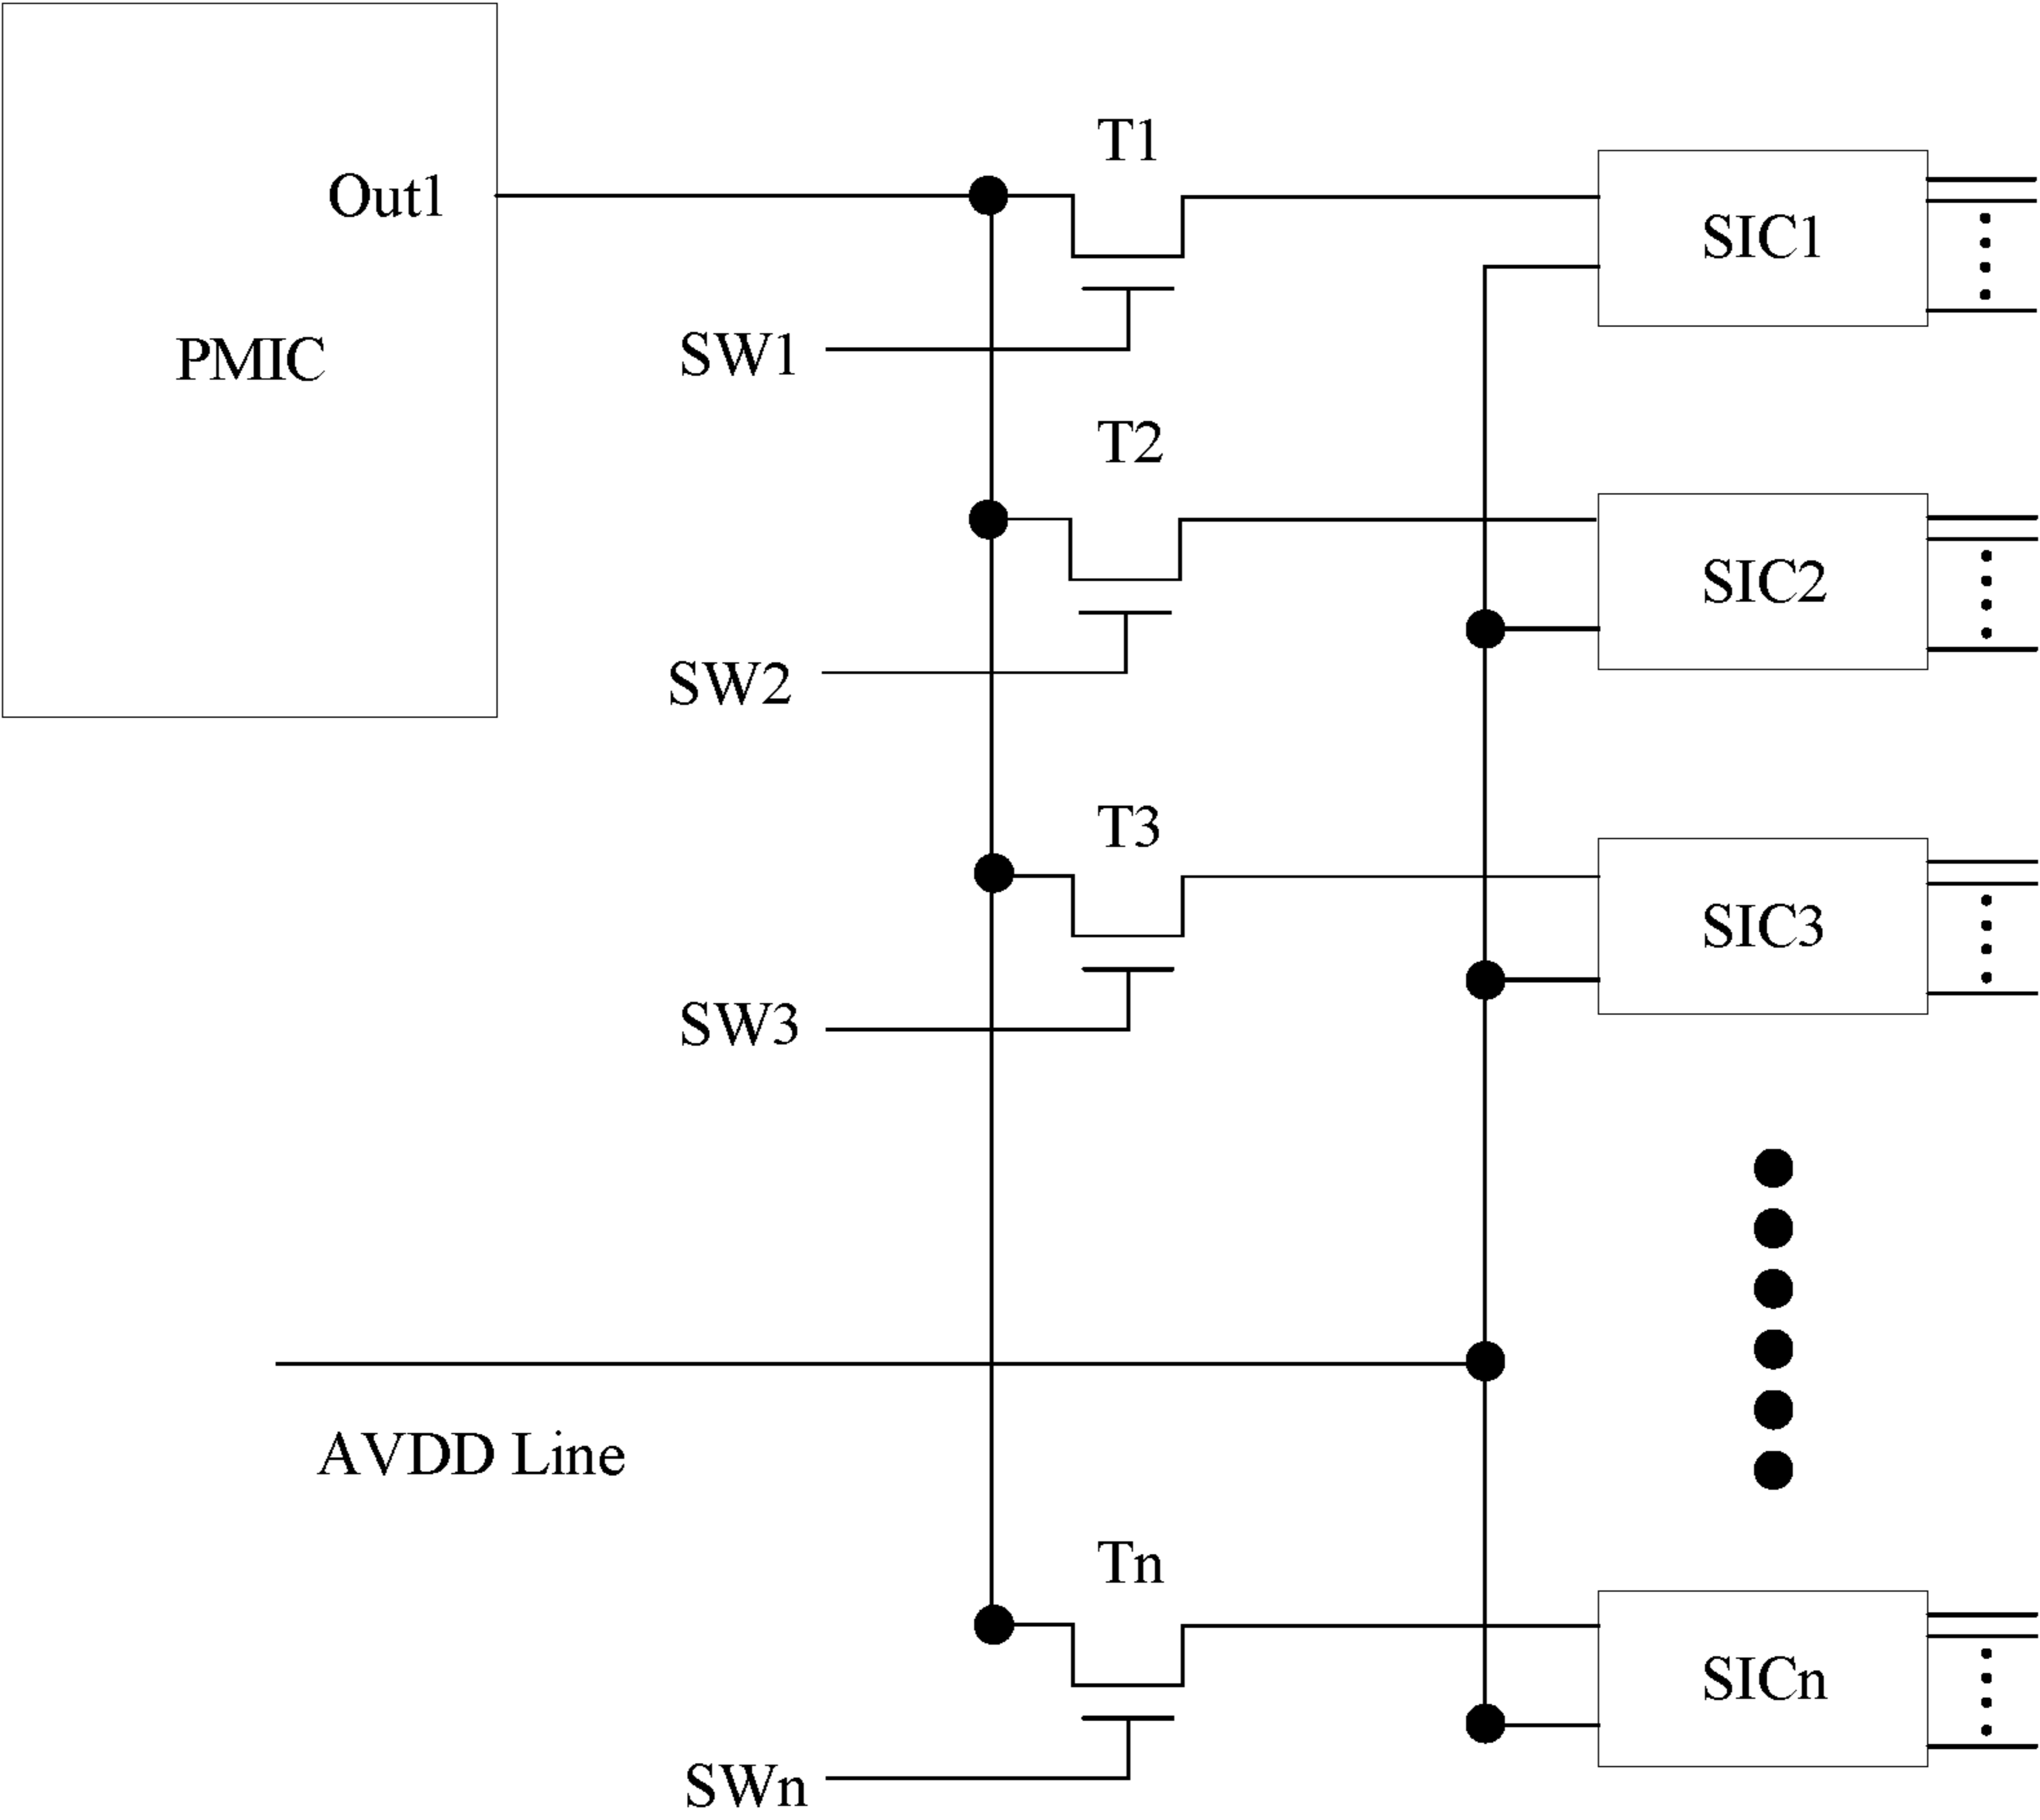 T1
Out1
SIC1
PMIC
SW1
T2
SIC2
SW2
T3
SIC3
SW3
AVDD Line
Tn
SICn
SWn